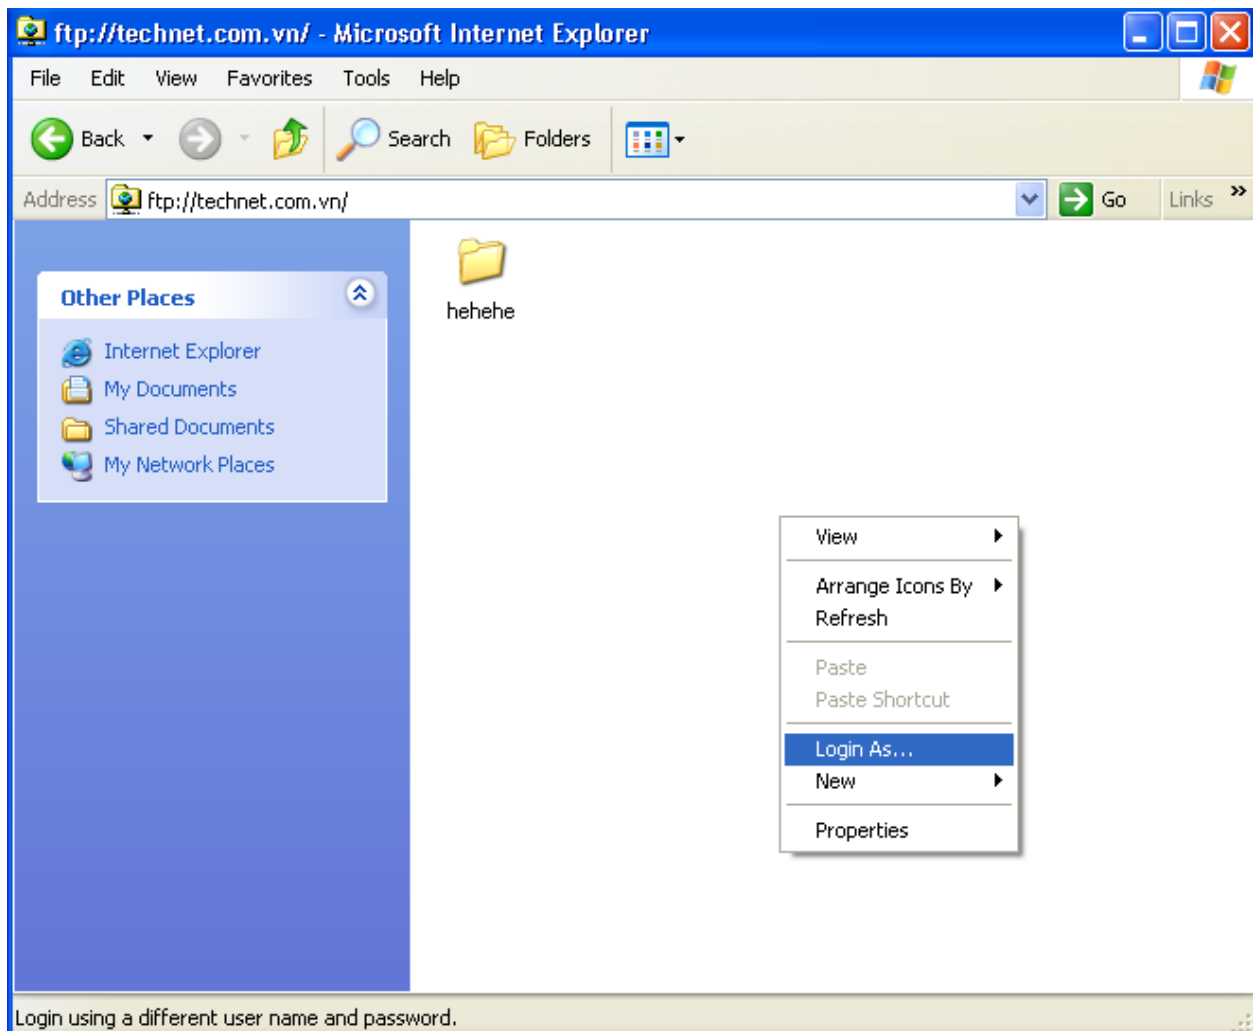 ftp://technet.com.vn/ - Microsoft Internet Explorer
File Edit View Favorites Tools Help
Back Search Folders
Address ftp://technet.com.vn/ Go Links »
Other Places
Internet Explorer
My Documents
Shared Documents
My Network Places
hehehe
View
Arrange Icons By
Refresh
Paste
Paste Shortcut
Login As...
New
Properties
Login using a different user name and password.